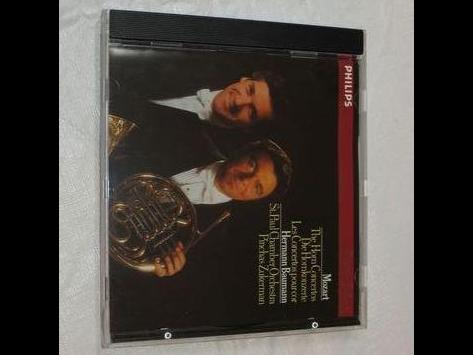 PHILIPS
Mozart
The Horn Concertos
Die Hornkonzerte
Les Concertos pour cor
Hermann Baumann
St. Paul Chamber Orchestra
Pinchas Zukerman